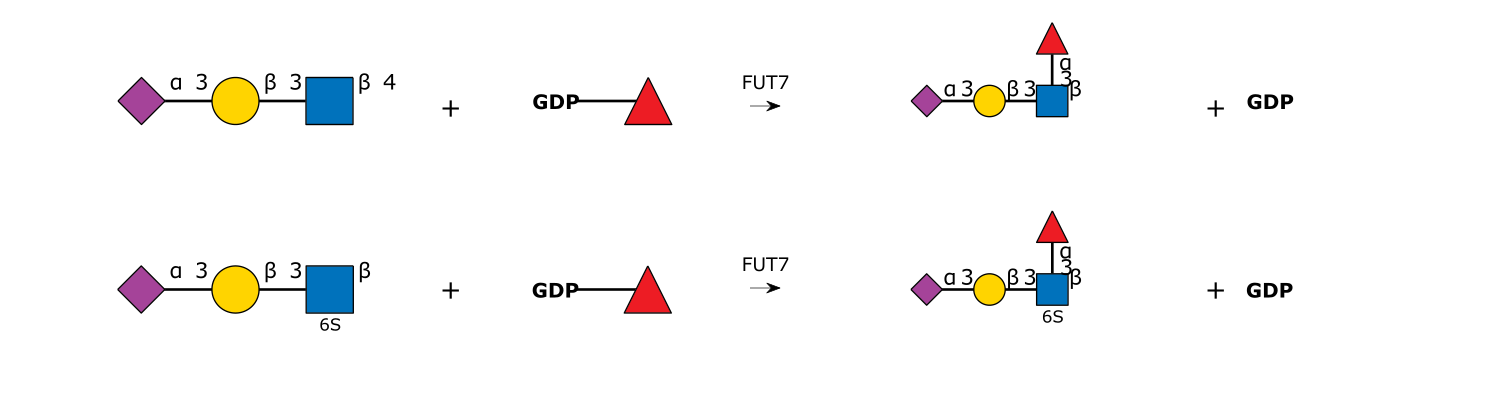 α 3 β 3 β 4 + GDP FUT7 α 3 β 3 α 3 β + GDP
α 3 β 3 β + GDP FUT7 α 3 β 3 α 3 β + GDP
6S 6S